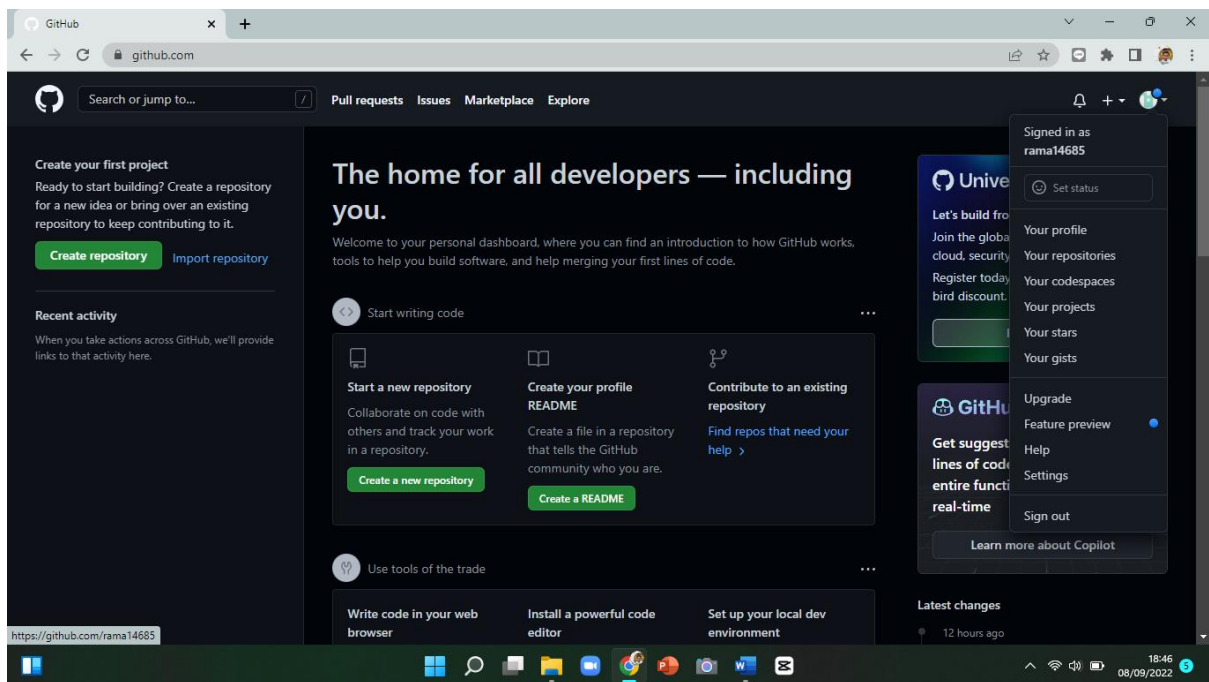 GitHub
github.com
Search or jump to...
/
Pull requests Issues Marketplace Explore
Signed in as
rama14685
Set status
Your profile
Your repositories
Your codespaces
Your projects
Your stars
Your gists
Upgrade
Feature preview
Help
Settings
Sign out
Create your first project
Ready to start building? Create a repository
for a new idea or bring over an existing
repository to keep contributing to it.
Create repository Import repository
Recent activity
When you take actions across GitHub, we'll provide
links to that activity here.
The home for all developers — including
you.
Welcome to your personal dashboard, where you can find an introduction to how GitHub works,
tools to help you build software, and help merging your first lines
of code.
Start writing code
Start a new repository
Collaborate on code with
others and track your work
in a repository.
Create a new repository
Create your profile
README
Create a file in a repository
that tells the GitHub
community who you are.
Create a README
Contribute to an existing
repository
Find repos that need your
help >
Use tools of the trade
Write code in your web
browser
Install a powerful code
editor
Set up your local dev
environment
Unive
Let's build fro
Join the globa
cloud, security
Register today
bird discount.
GitHu
Get suggest
lines of code
entire functi
real-time
Learn more about Copilot
Latest changes
12 hours ago
https://github.com/rama14685
18:46
08/09/2022
5